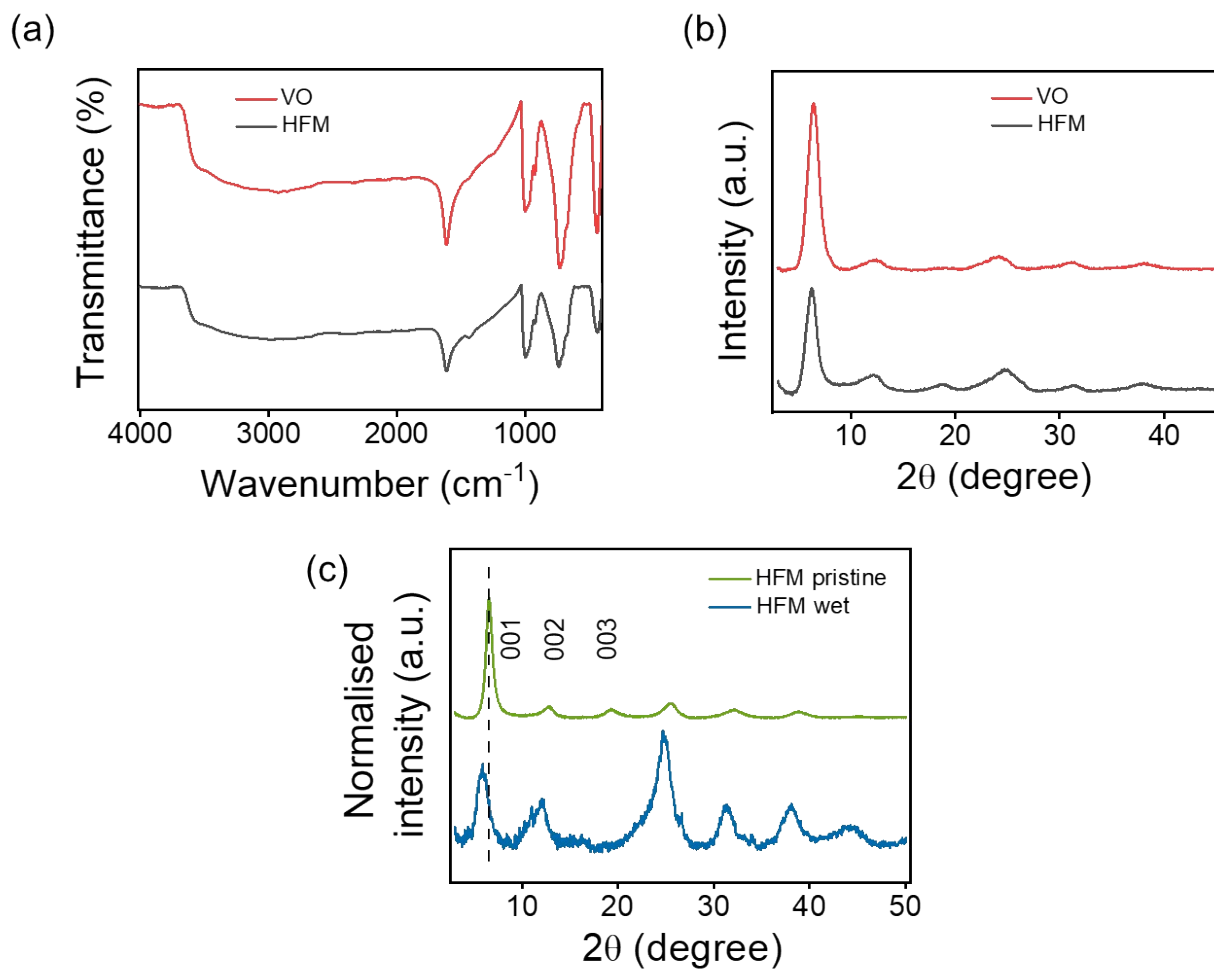 (a)
Transmittance (%)
VO
HFM
4000
3000
2000
1000
Wavenumber (cm⁻¹)
(b)
Intensity (a.u.)
VO
HFM
10
20
30
40
2θ (degree)
(c)
Normalised
intensity (a.u.)
HFM pristine
HFM wet
001
002
003
10
20
30
40
50
2θ (degree)